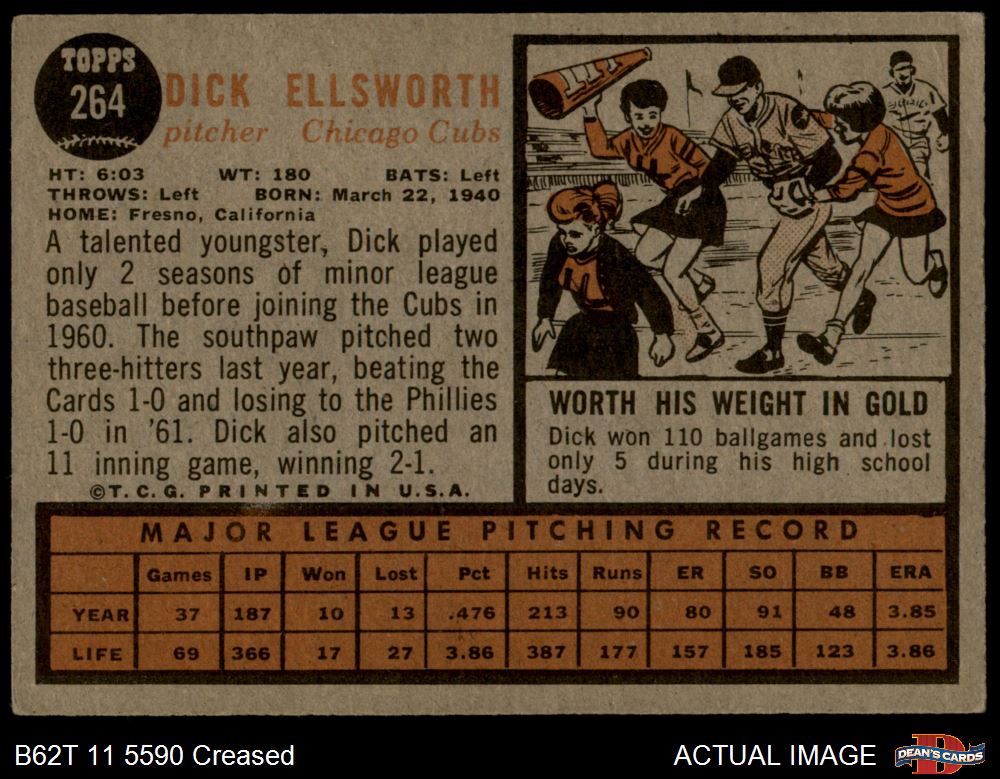 TOPPS
264
DICK ELLSWORTH
pitcher Chicago Cubs
HT: 6:03 WT: 180 BATS: Left
THROWS: Left BORN: March 22, 1940
HOME: Fresno, California
A talented youngster, Dick played
only 2 seasons of minor league
baseball before joining the Cubs in
1960. The southpaw pitched two
three-hitters last year, beating the
Cards 1-0 and losing to the Phillies
1-0 in '61. Dick also pitched an
11 inning game, winning 2-1.
©T.C.G. PRINTED IN U.S.A.
WORTH HIS WEIGHT IN GOLD
Dick won 110 ballgames and lost
only 5 during his high school
days.
MAJOR LEAGUE PITCHING RECORD
Games IP Won Lost Pct Hits Runs ER SO BB ERA
YEAR 37 187 10 13 .476 213 90 80 91 48 3.85
LIFE 69 366 17 27 3.86 387 177 157 185 123 3.86
B62T 11 5590 Creased
ACTUAL IMAGE
DEAN'S CARDS